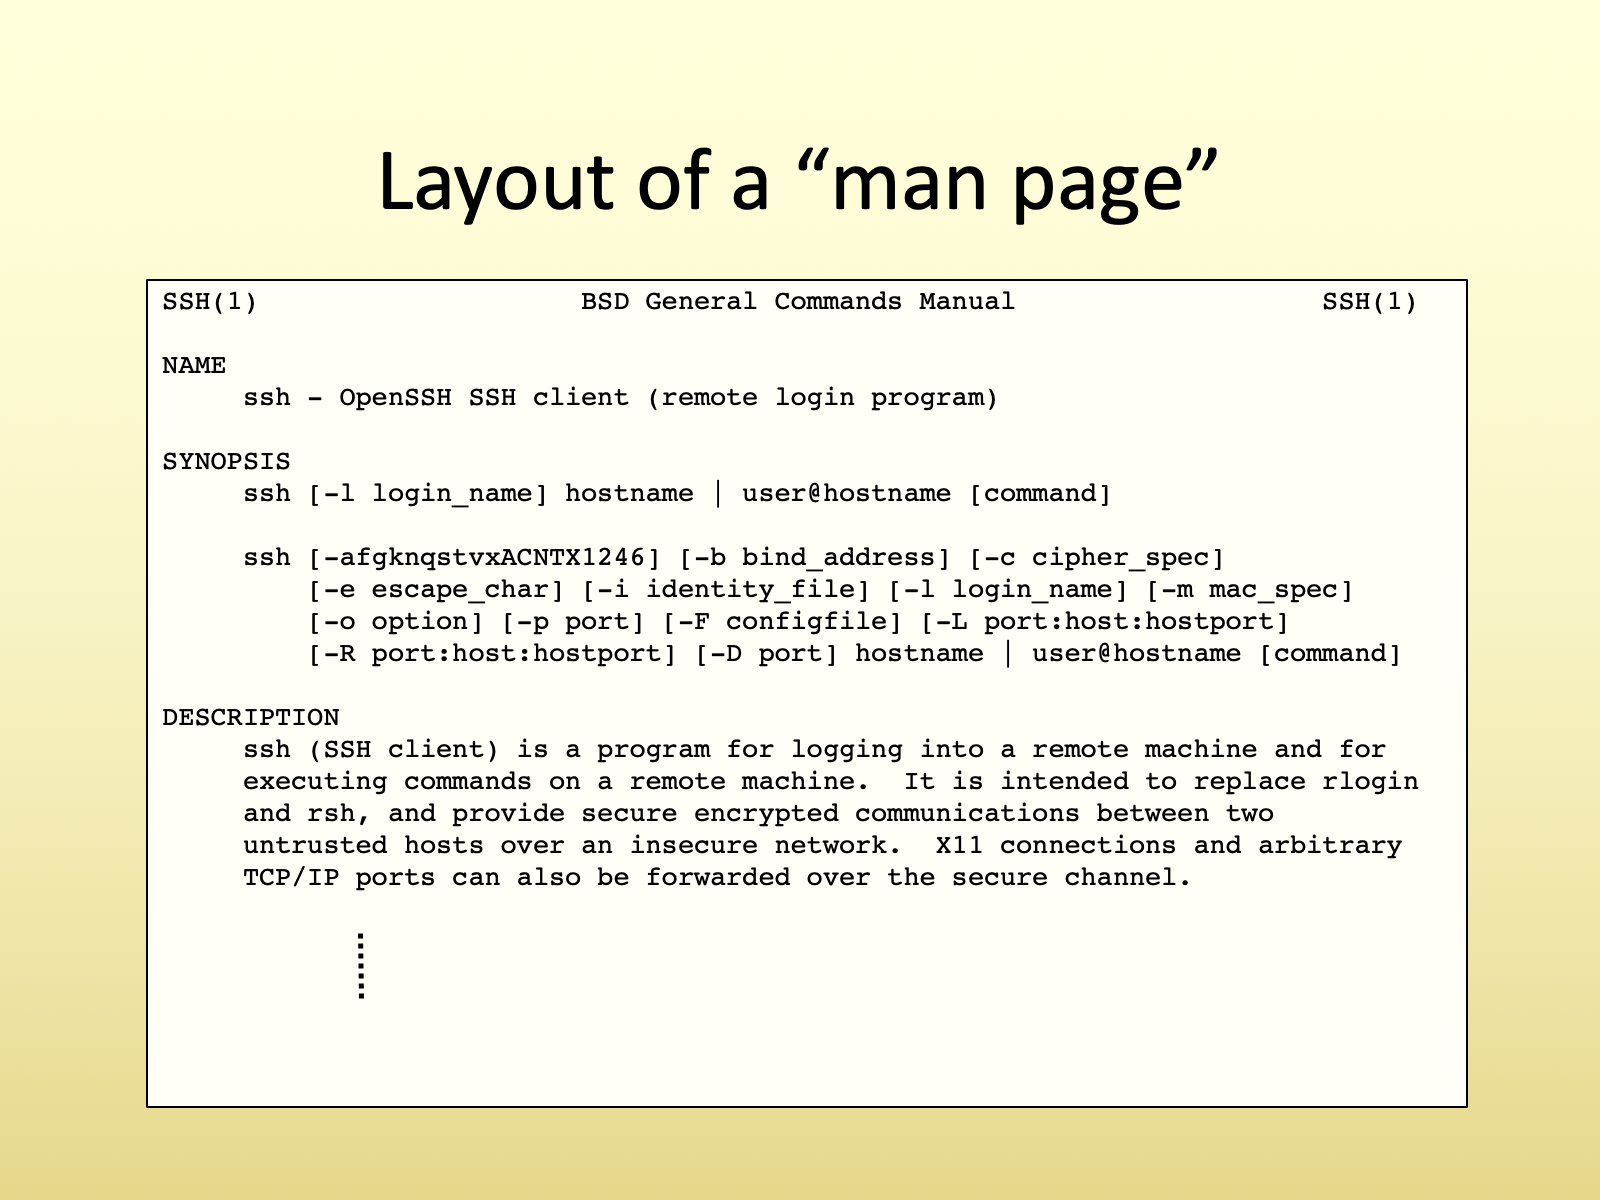 Layout of a “man page”
SSH(1) BSD General Commands Manual SSH(1)
NAME
ssh – OpenSSH SSH client (remote login program)
SYNOPSIS
ssh [-l login_name] hostname | user@hostname [command]
ssh [-afgknqstvxACNTX1246] [-b bind_address] [-c cipher_spec]
[-e escape_char] [-i identity_file] [-l login_name] [-m mac_spec]
[-o option] [-p port] [-F configfile] [-L port:host:hostport]
[-R port:host:hostport] [-D port] hostname | user@hostname [command]
DESCRIPTION
ssh (SSH client) is a program for logging into a remote machine and for
executing commands on a remote machine.  It is intended to replace rlogin
and rsh, and provide secure encrypted communications between two
untrusted hosts over an insecure network.  X11 connections and arbitrary
TCP/IP ports can also be forwarded over the secure channel.